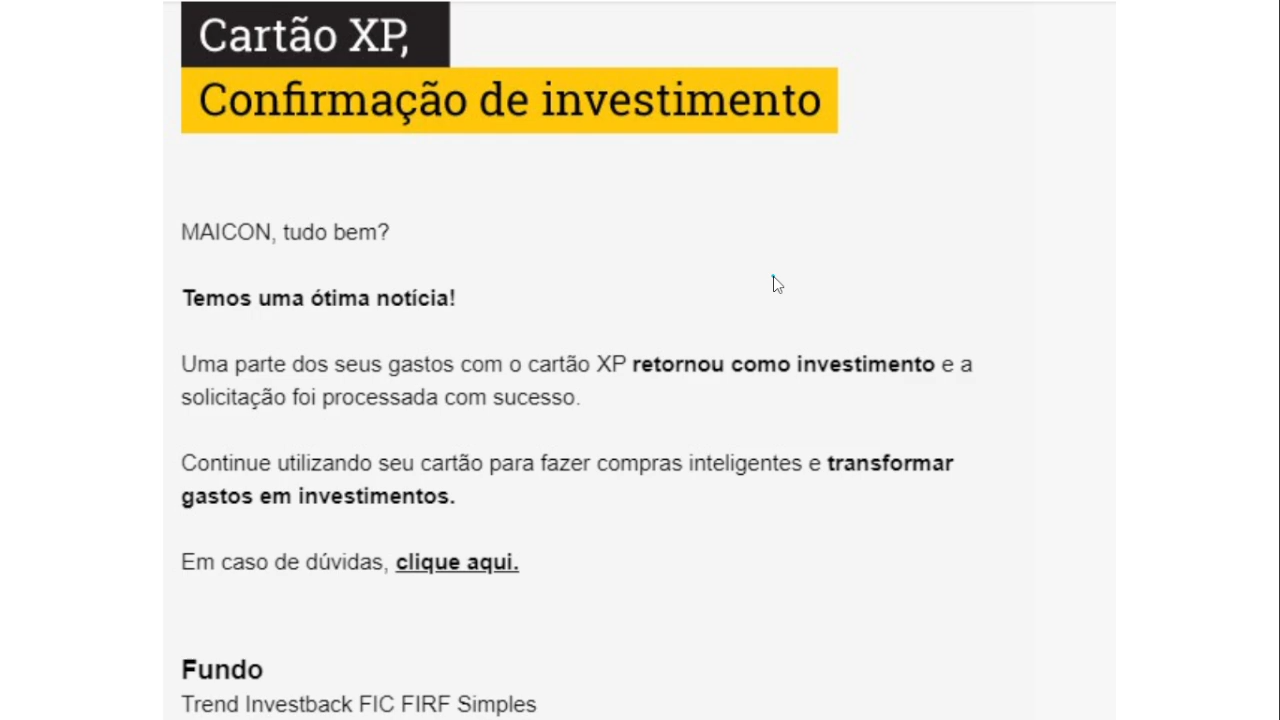 Cartão XP,
Confirmação de investimento
MAICON, tudo bem?
Temos uma ótima notícia!
Uma parte dos seus gastos com o cartão XP retornou como investimento e a
solicitação foi processada com sucesso.
Continue utilizando seu cartão para fazer compras inteligentes e transformar
gastos em investimentos.
Em caso de dúvidas, clique aqui.
Fundo
Trend Investback FIC FIRF Simples